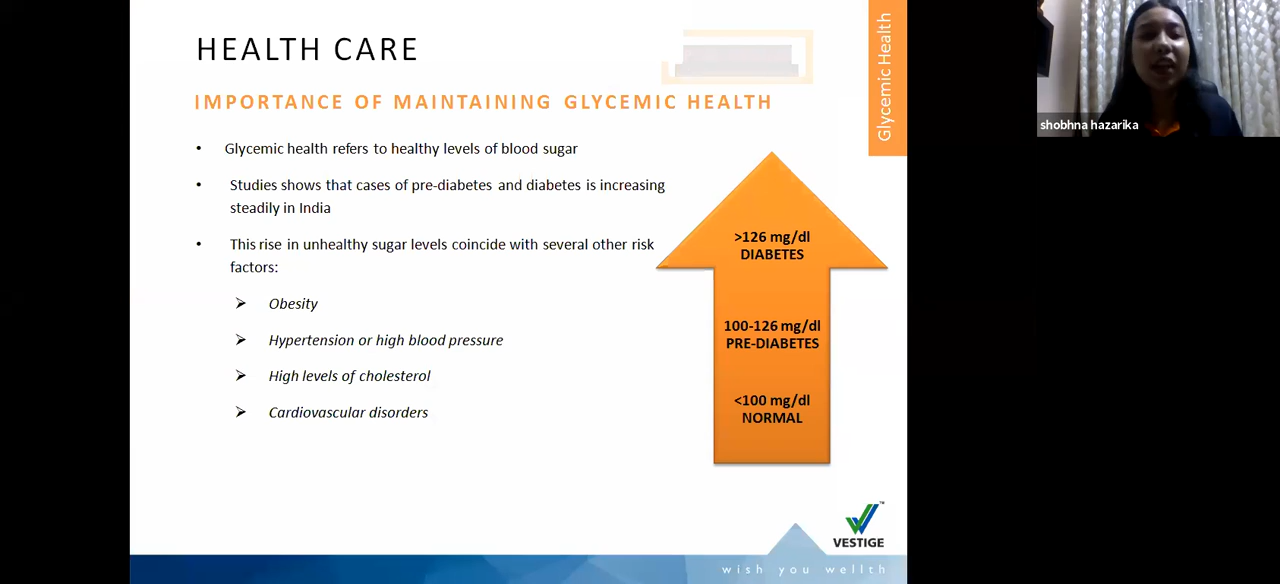 HEALTH CARE
IMPORTANCE OF MAINTAINING GLYCEMIC HEALTH
• Glycemic health refers to healthy levels of blood sugar
• Studies shows that cases of pre-diabetes and diabetes is increasing
steadily in India
• This rise in unhealthy sugar levels coincide with several other risk
factors:
➢ Obesity
➢ Hypertension or high blood pressure
➢ High levels of cholesterol
➢ Cardiovascular disorders
>126 mg/dl
DIABETES
100-126 mg/dl
PRE-DIABETES
<100 mg/dl
NORMAL
Glycemic Health
shobhna hazarika
VESTIGE
™
wish you wellth